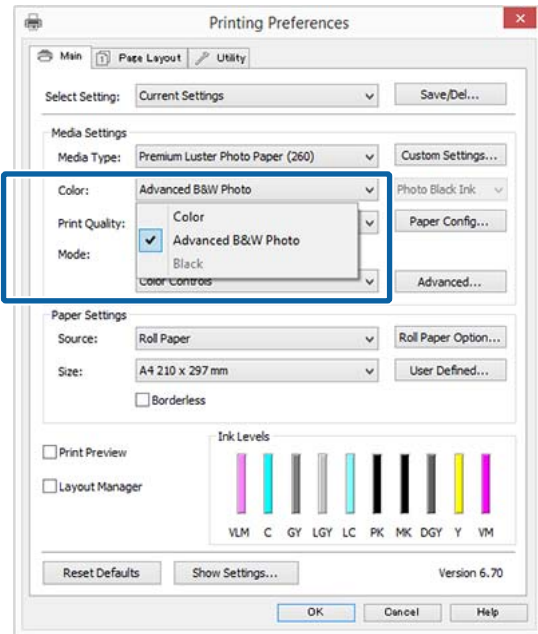 Printing Preferences
Main Page Layout Utility
Select Setting: Current Settings Save/Del...
Media Settings
Media Type: Premium Luster Photo Paper (260) Custom Settings...
Color: Advanced B&W Photo Photo Black Ink
Print Quality: Color Paper Config...
Advanced B&W Photo
Mode: Black
Color Controls Advanced...
Paper Settings
Source: Roll Paper Roll Paper Option...
Size: A4 210 x 297 mm User Defined...
Borderless
Ink Levels
Print Preview
Layout Manager
VLM C GY LGY LC PK MK DGY Y VM
Reset Defaults Show Settings... Version 6.70
OK Cancel Help